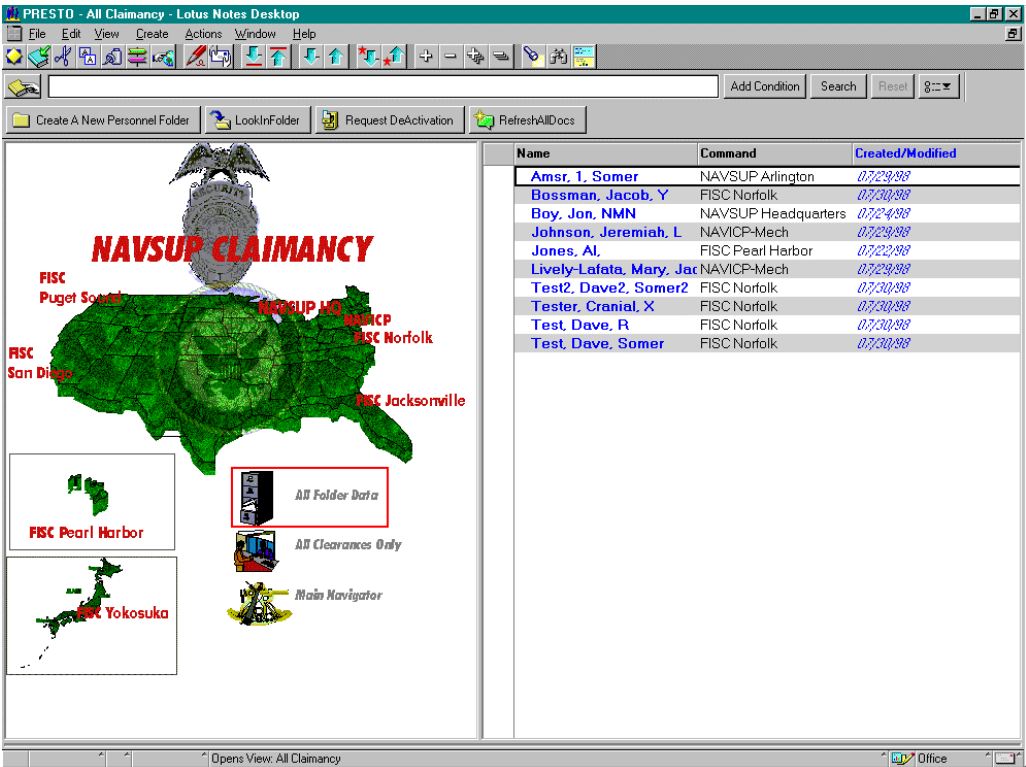 PRESTO - All Claimancy - Lotus Notes Desktop
File Edit View Create Actions Window Help
Add Condition Search Reset
Create A New Personnel Folder LookInFolder Request DeActivation RefreshAllDocs
SECURITY
NAVSUP CLAIMANCY
FISC
Puget Sound
NAVSUP HQ
NAVICP
FISC Norfolk
FISC
San Diego
FISC Jacksonville
FISC Pearl Harbor
FISC Yokosuka
All Folder Data
All Clearances Only
Main Navigator
Name Command Created/Modified
Amsr, 1, Somer NAVSUP Arlington 07/29/98
Bossman, Jacob, Y FISC Norfolk 07/30/98
Boy, Jon, NMN NAVSUP Headquarters 07/24/98
Johnson, Jeremiah, L NAVICP-Mech 07/29/98
Jones, Al, FISC Pearl Harbor 07/22/98
Lively-Lafata, Mary, Jac NAVICP-Mech 07/29/98
Test2, Dave2, Somer2 FISC Norfolk 07/30/98
Tester, Cranial, X FISC Norfolk 07/30/98
Test, Dave, R FISC Norfolk 07/30/98
Test, Dave, Somer FISC Norfolk 07/30/98
Opens View: All Claimancy Office